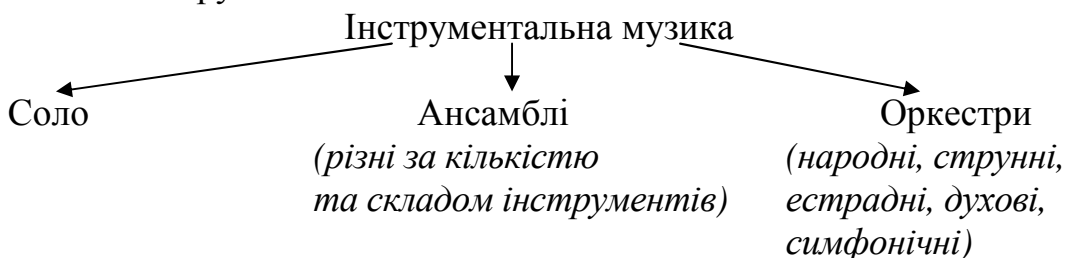 Інструментальна музика
Соло
Ансамблі
(різні за кількістю
та складом інструментів)
Оркестри
(народні, струнні,
естрадні, духові,
симфонічні)